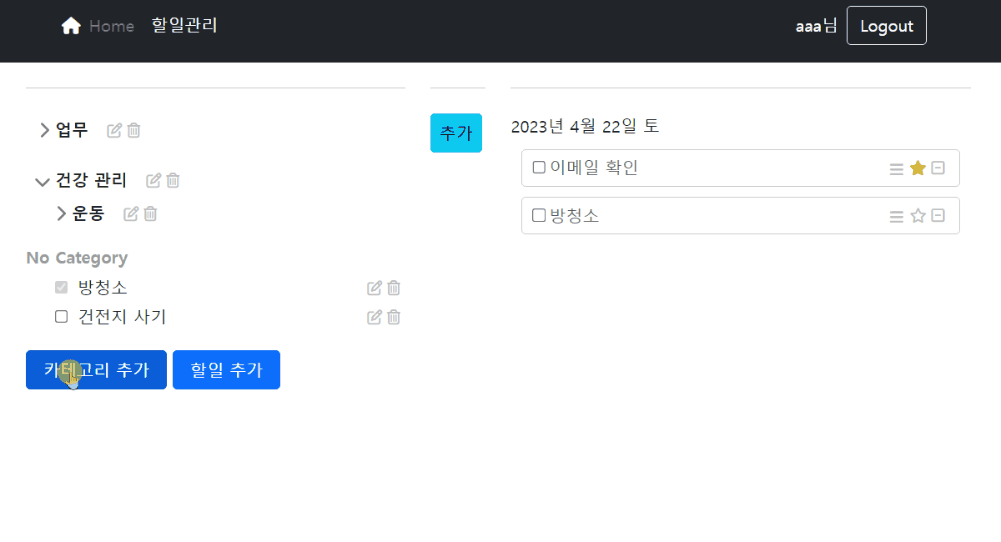 Home 할일관리 aaa님 Logout
업무
건강 관리
운동
No Category
방청소
건전지 사기
카테고리 추가 할일 추가
추가
2023년 4월 22일 토
이메일 확인
방청소